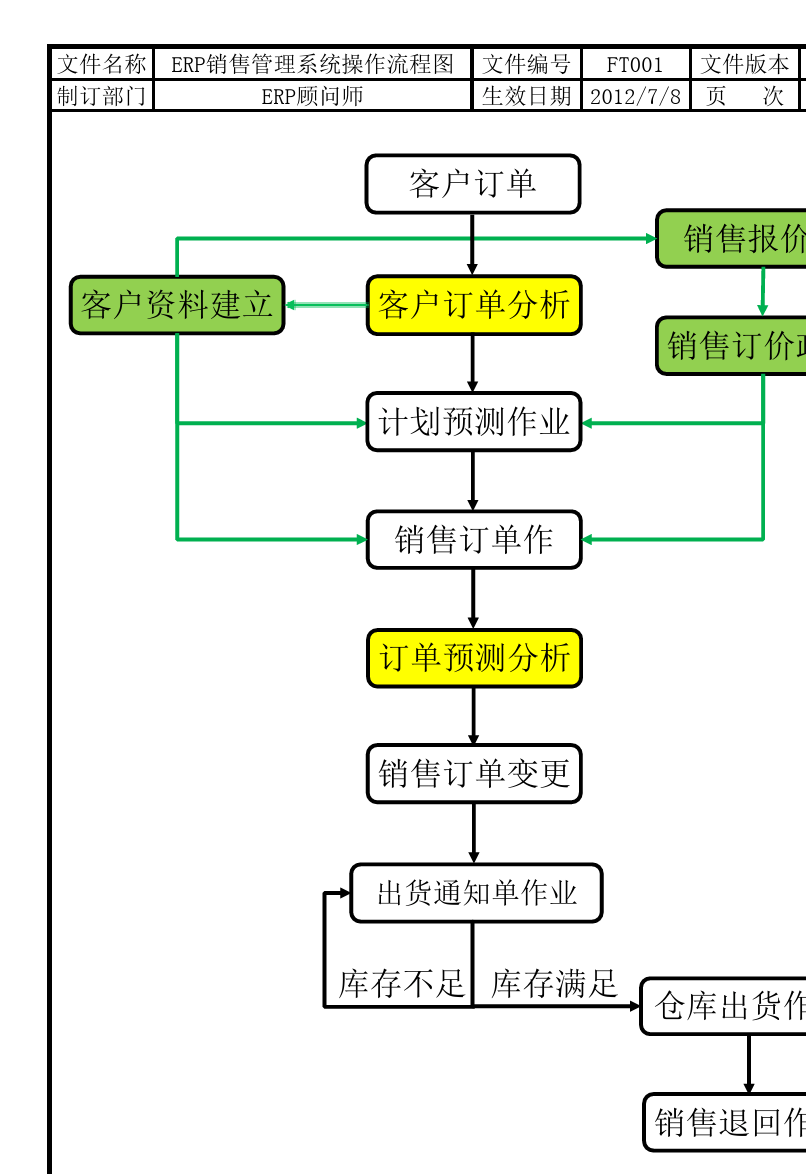 文件名称 ERP销售管理系统操作流程图 文件编号 FT001 文件版本
制订部门 ERP顾问师 生效日期 2012/7/8 页 次
客户订单
销售报价
客户资料建立 客户订单分析
销售订价
计划预测作业
销售订单作
订单预测分析
销售订单变更
出货通知单作业
库存不足 库存满足
仓库出货作
销售退回作